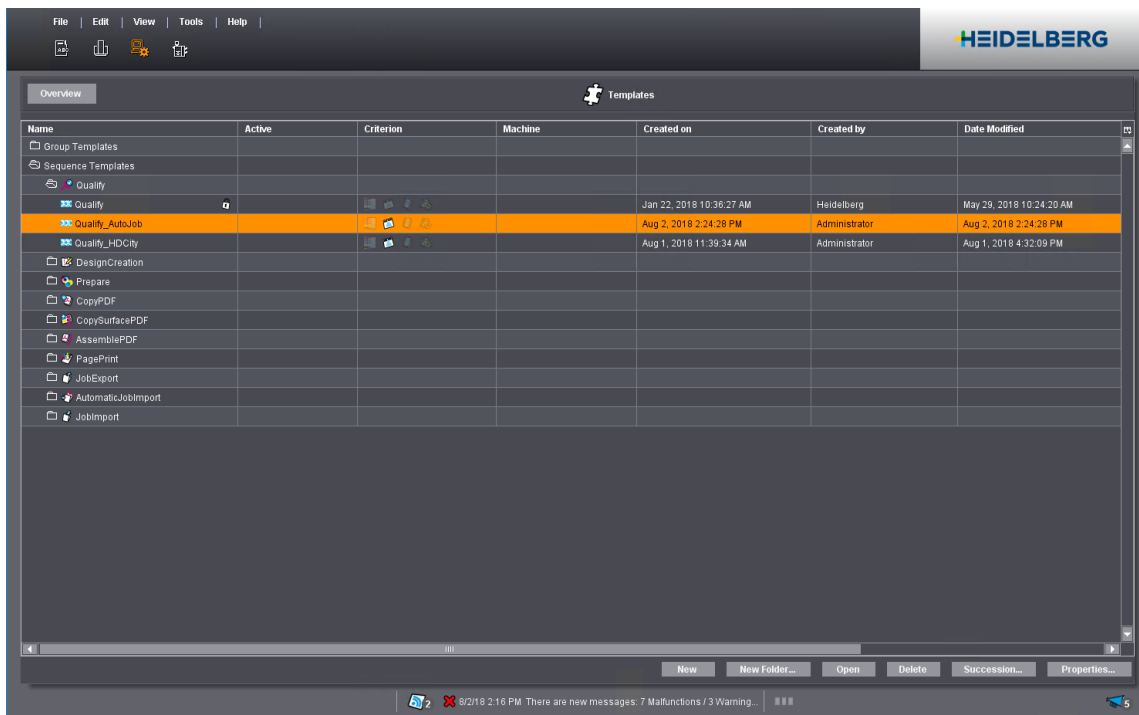 File | Edit | View | Tools | Help |
HEIDELBERG
Overview
Templates
Name Active Criterion Machine Created on Created by Date Modified
Group Templates
Sequence Templates
Qualify
Qualify Jan 22, 2018 10:36:27 AM Heidelberg May 29, 2018 10:24:20 AM
Qualify_AutoJob Aug 2, 2018 2:24:28 PM Administrator Aug 2, 2018 2:24:28 PM
Qualify_HDCity Aug 1, 2018 11:39:34 AM Administrator Aug 1, 2018 4:32:09 PM
DesignCreation
Prepare
CopyPDF
CopySurfacePDF
AssemblePDF
PagePrint
JobExport
AutomaticJobImport
JobImport
New New Folder... Open Delete Succession... Properties...
2 8/2/18 2:16 PM There are new messages: 7 Malfunctions / 3 Warning... 5